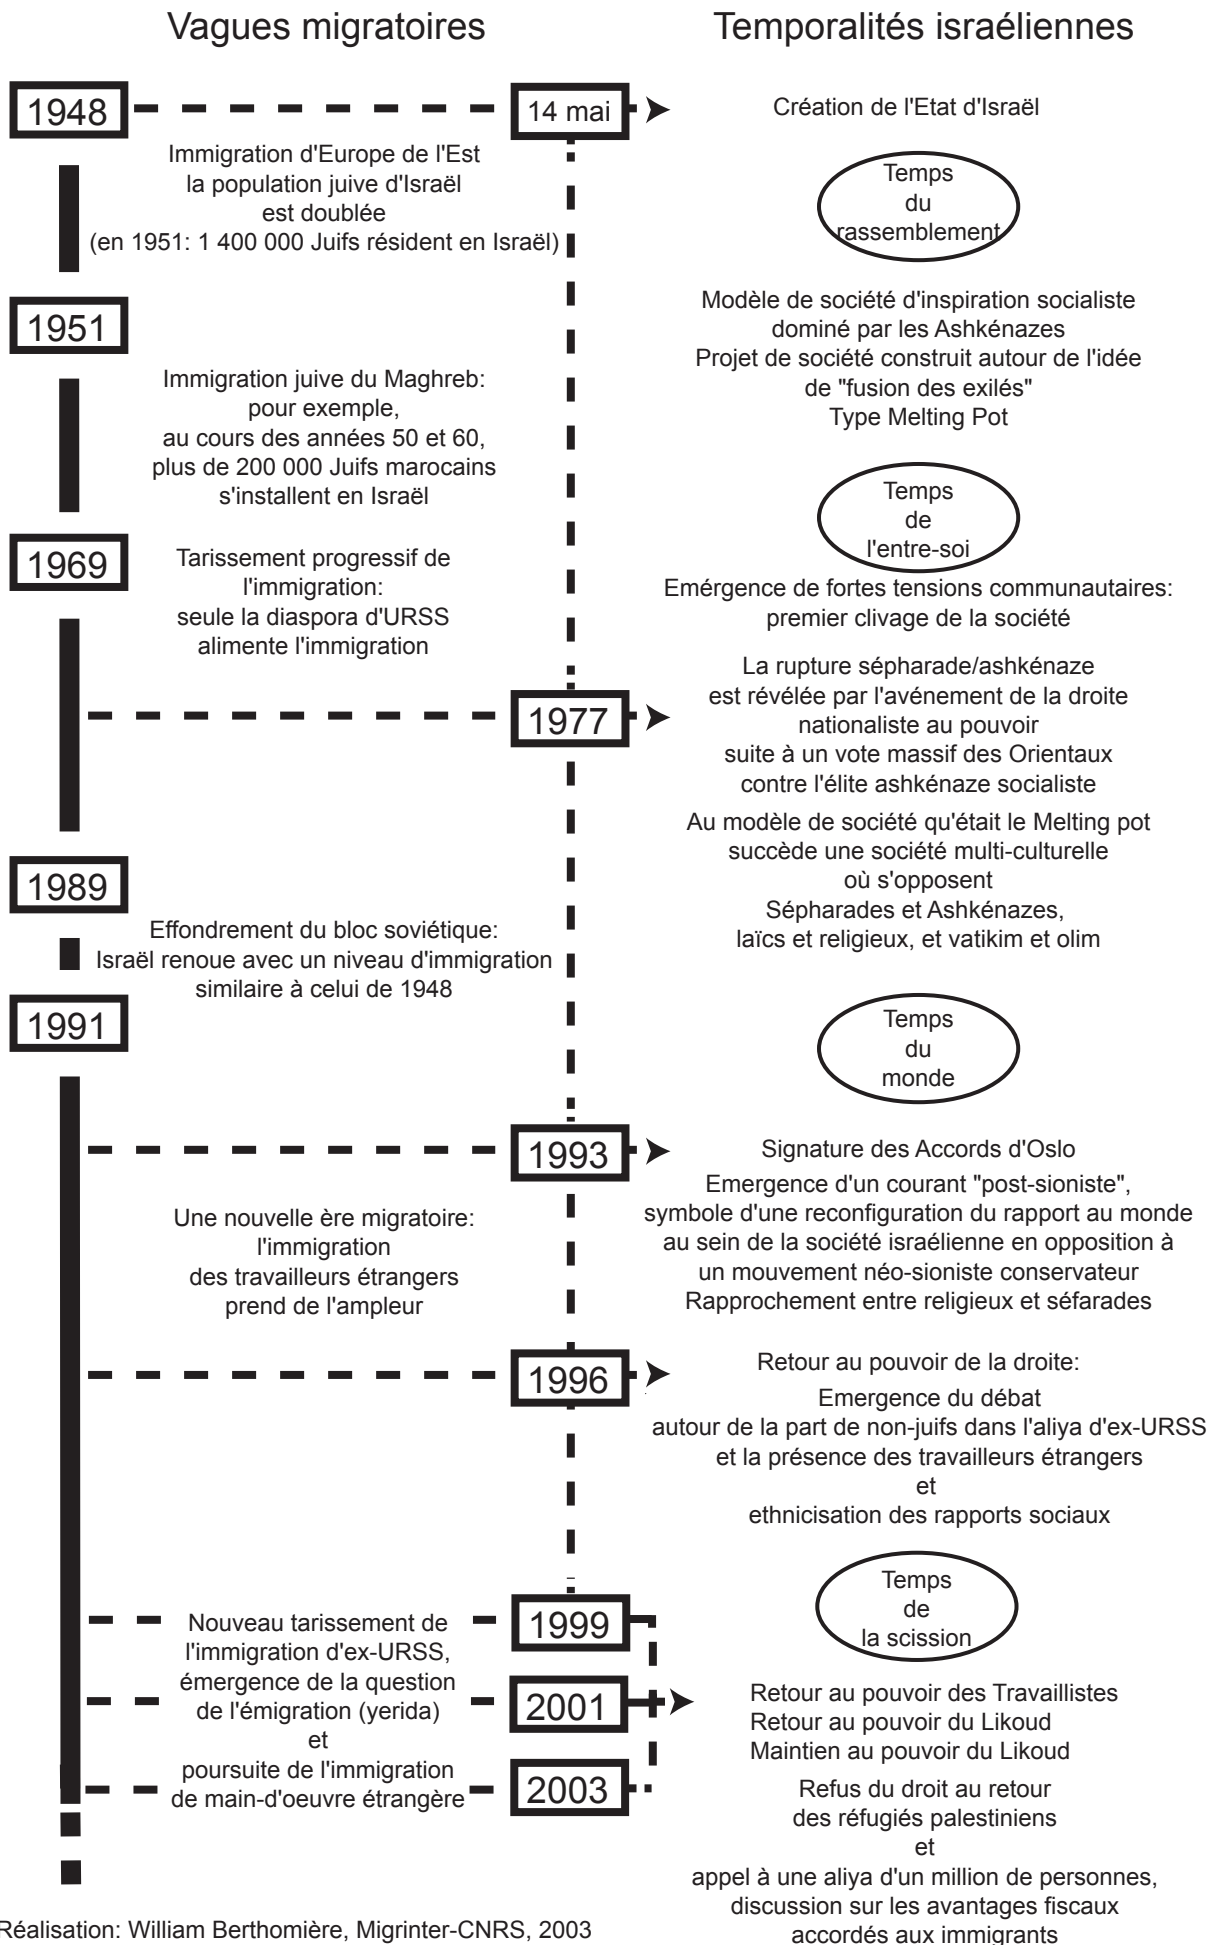 Vagues migratoires
Temporalités israéliennes
1948
14 mai
Création de l'Etat d'Israël
Immigration d'Europe de l'Est
la population juive d'Israël
est doublée
(en 1951: 1 400 000 Juifs résident en Israël)
Temps
du
rassemblement
1951
Modèle de société d'inspiration socialiste
dominé par les Ashkénazes
Projet de société construit autour de l'idée
de "fusion des exilés"
Type Melting Pot
Immigration juive du Maghreb:
pour exemple,
au cours des années 50 et 60,
plus de 200 000 Juifs marocains
s'installent en Israël
Temps
de
l'entre-soi
1969
Tarissement progressif de
l'immigration:
seule la diaspora d'URSS
alimente l'immigration
Emérgence de fortes tensions communautaires:
premier clivage de la société
1977
La rupture sépharade/ashkénaze
est révélée par l'avénement de la droite
nationaliste au pouvoir
suite à un vote massif des Orientaux
contre l'élite ashkénaze socialiste
Au modèle de société qu'était le Melting pot
succède une société multi-culturelle
où s'opposent
Sépharades et Ashkénazes,
laïcs et religieux, et vatikim et olim
1989
Effondrement du bloc soviétique:
Israël renoue avec un niveau d'immigration
similaire à celui de 1948
1991
Temps
du
monde
1993
Signature des Accords d'Oslo
Emergence d'un courant "post-sioniste",
symbole d'une reconfiguration du rapport au monde
au sein de la société israélienne en opposition à
un mouvement néo-sioniste conservateur
Rapprochement entre religieux et séfarades
Une nouvelle ère migratoire:
l'immigration
des travailleurs étrangers
prend de l'ampleur
1996
Retour au pouvoir de la droite:
Emergence du débat
autour de la part de non-juifs dans l'aliya d'ex-URSS
et la présence des travailleurs étrangers
et
ethnicisation des rapports sociaux
Temps
de
la scission
Nouveau tarissement de
l'immigration d'ex-URSS,
émergence de la question
de l'émigration (yerida)
et
poursuite de l'immigration
de main-d'oeuvre étrangère
1999
2001
2003
Retour au pouvoir des Travaillistes
Retour au pouvoir du Likoud
Maintien au pouvoir du Likoud
Refus du droit au retour
des réfugiés palestiniens
et
appel à une aliya d'un million de personnes,
discussion sur les avantages fiscaux
accordés aux immigrants
Réalisation: William Berthomière, Migrinter-CNRS, 2003